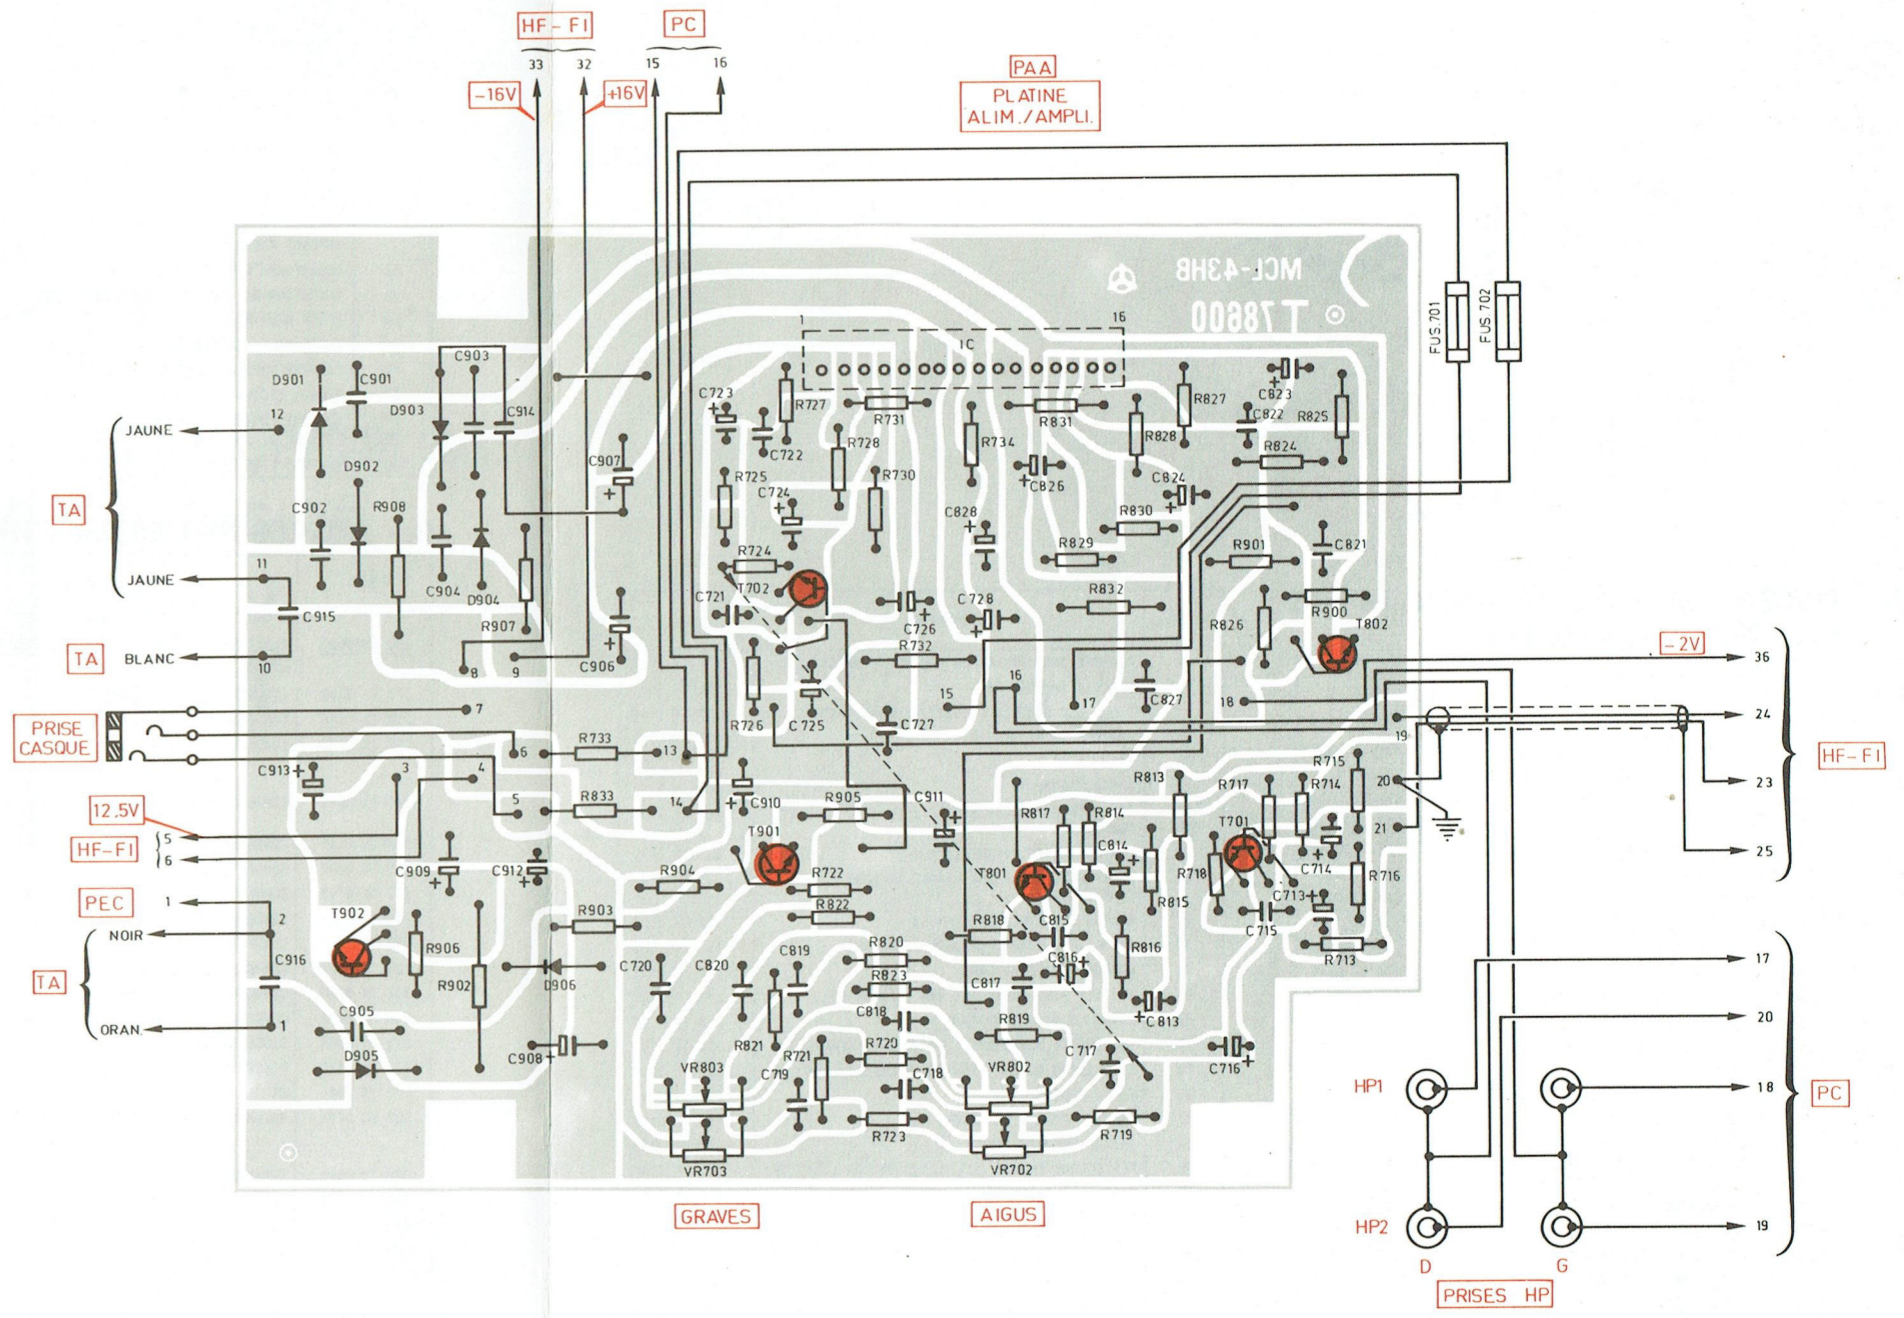 HF-FI
PC
33
32
15
16
-16V
+16V
PAA
PLATINE
ALIM./AMPLI.
MCL-43HB
T 78600
FUS.701
FUS.702
1
16
IC
C903
D901
C901
C723
R727
R827
C823
12
D903
C914
R731
R831
C822
R825
JAUNE
R734
R828
R824
C722
R728
D902
C907
R725
R730
C824
C826
TA
C902
R908
C724
C828
R830
R829
R901
C821
R724
11
JAUNE
C904
D904
T702
R832
R900
C915
C721
C728
R826
T802
R907
C726
TA
BLANC
10
8
9
C906
R732
-2V
36
16
15
17
C827
18
24
7
R726
C725
C727
19
PRISE
CASQUE
R733
6
13
HF-FI
C913
3
4
R813
R717
R714
R715
20
23
12,5V
5
R833
14
C910
R905
C911
R817
R814
T701
21
HF-FI
5
6
T901
C814
C714
25
C909
C912
R904
R722
T801
R718
C713
R716
PEC
1
2
T902
R903
R822
R815
C815
R818
C715
NOIR
R906
C916
C720
C820
C819
R820
R816
R713
17
TA
R902
D906
R823
C817
C816
C818
C813
20
ORAN.
1
C905
R821
R819
D905
C908
R721
R720
C717
C716
VR803
C719
C718
VR802
HP1
18
PC
R723
R719
VR703
VR702
GRAVES
AIGUS
HP2
19
D
G
PRISES HP